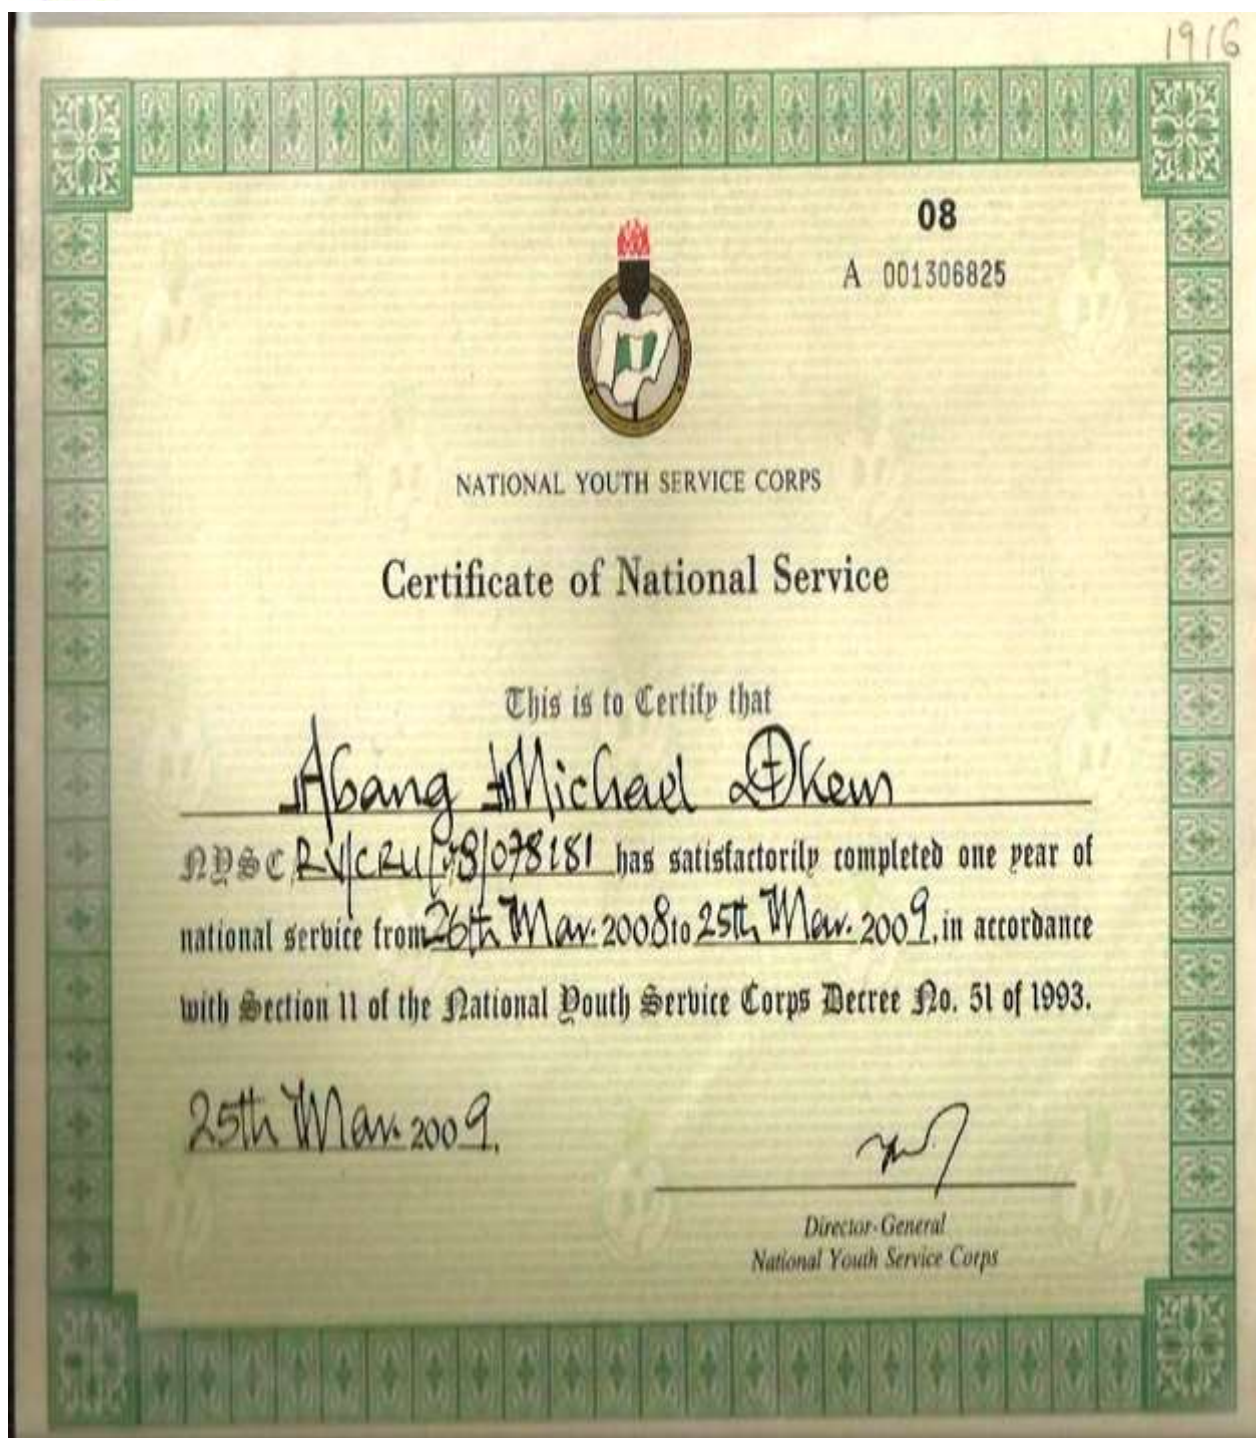 1916
08
A 001306825
NATIONAL YOUTH SERVICE CORPS
Certificate of National Service
This is to Certify that
Abang Michael Okem
NYSC RV/CRU/08/078181 has satisfactorily completed one year of
national service from 26th Mar. 2008 to 25th Mar. 2009, in accordance
with Section 11 of the National Youth Service Corps Decree No. 51 of 1993.
25th Mar. 2009.
Director-General
National Youth Service Corps